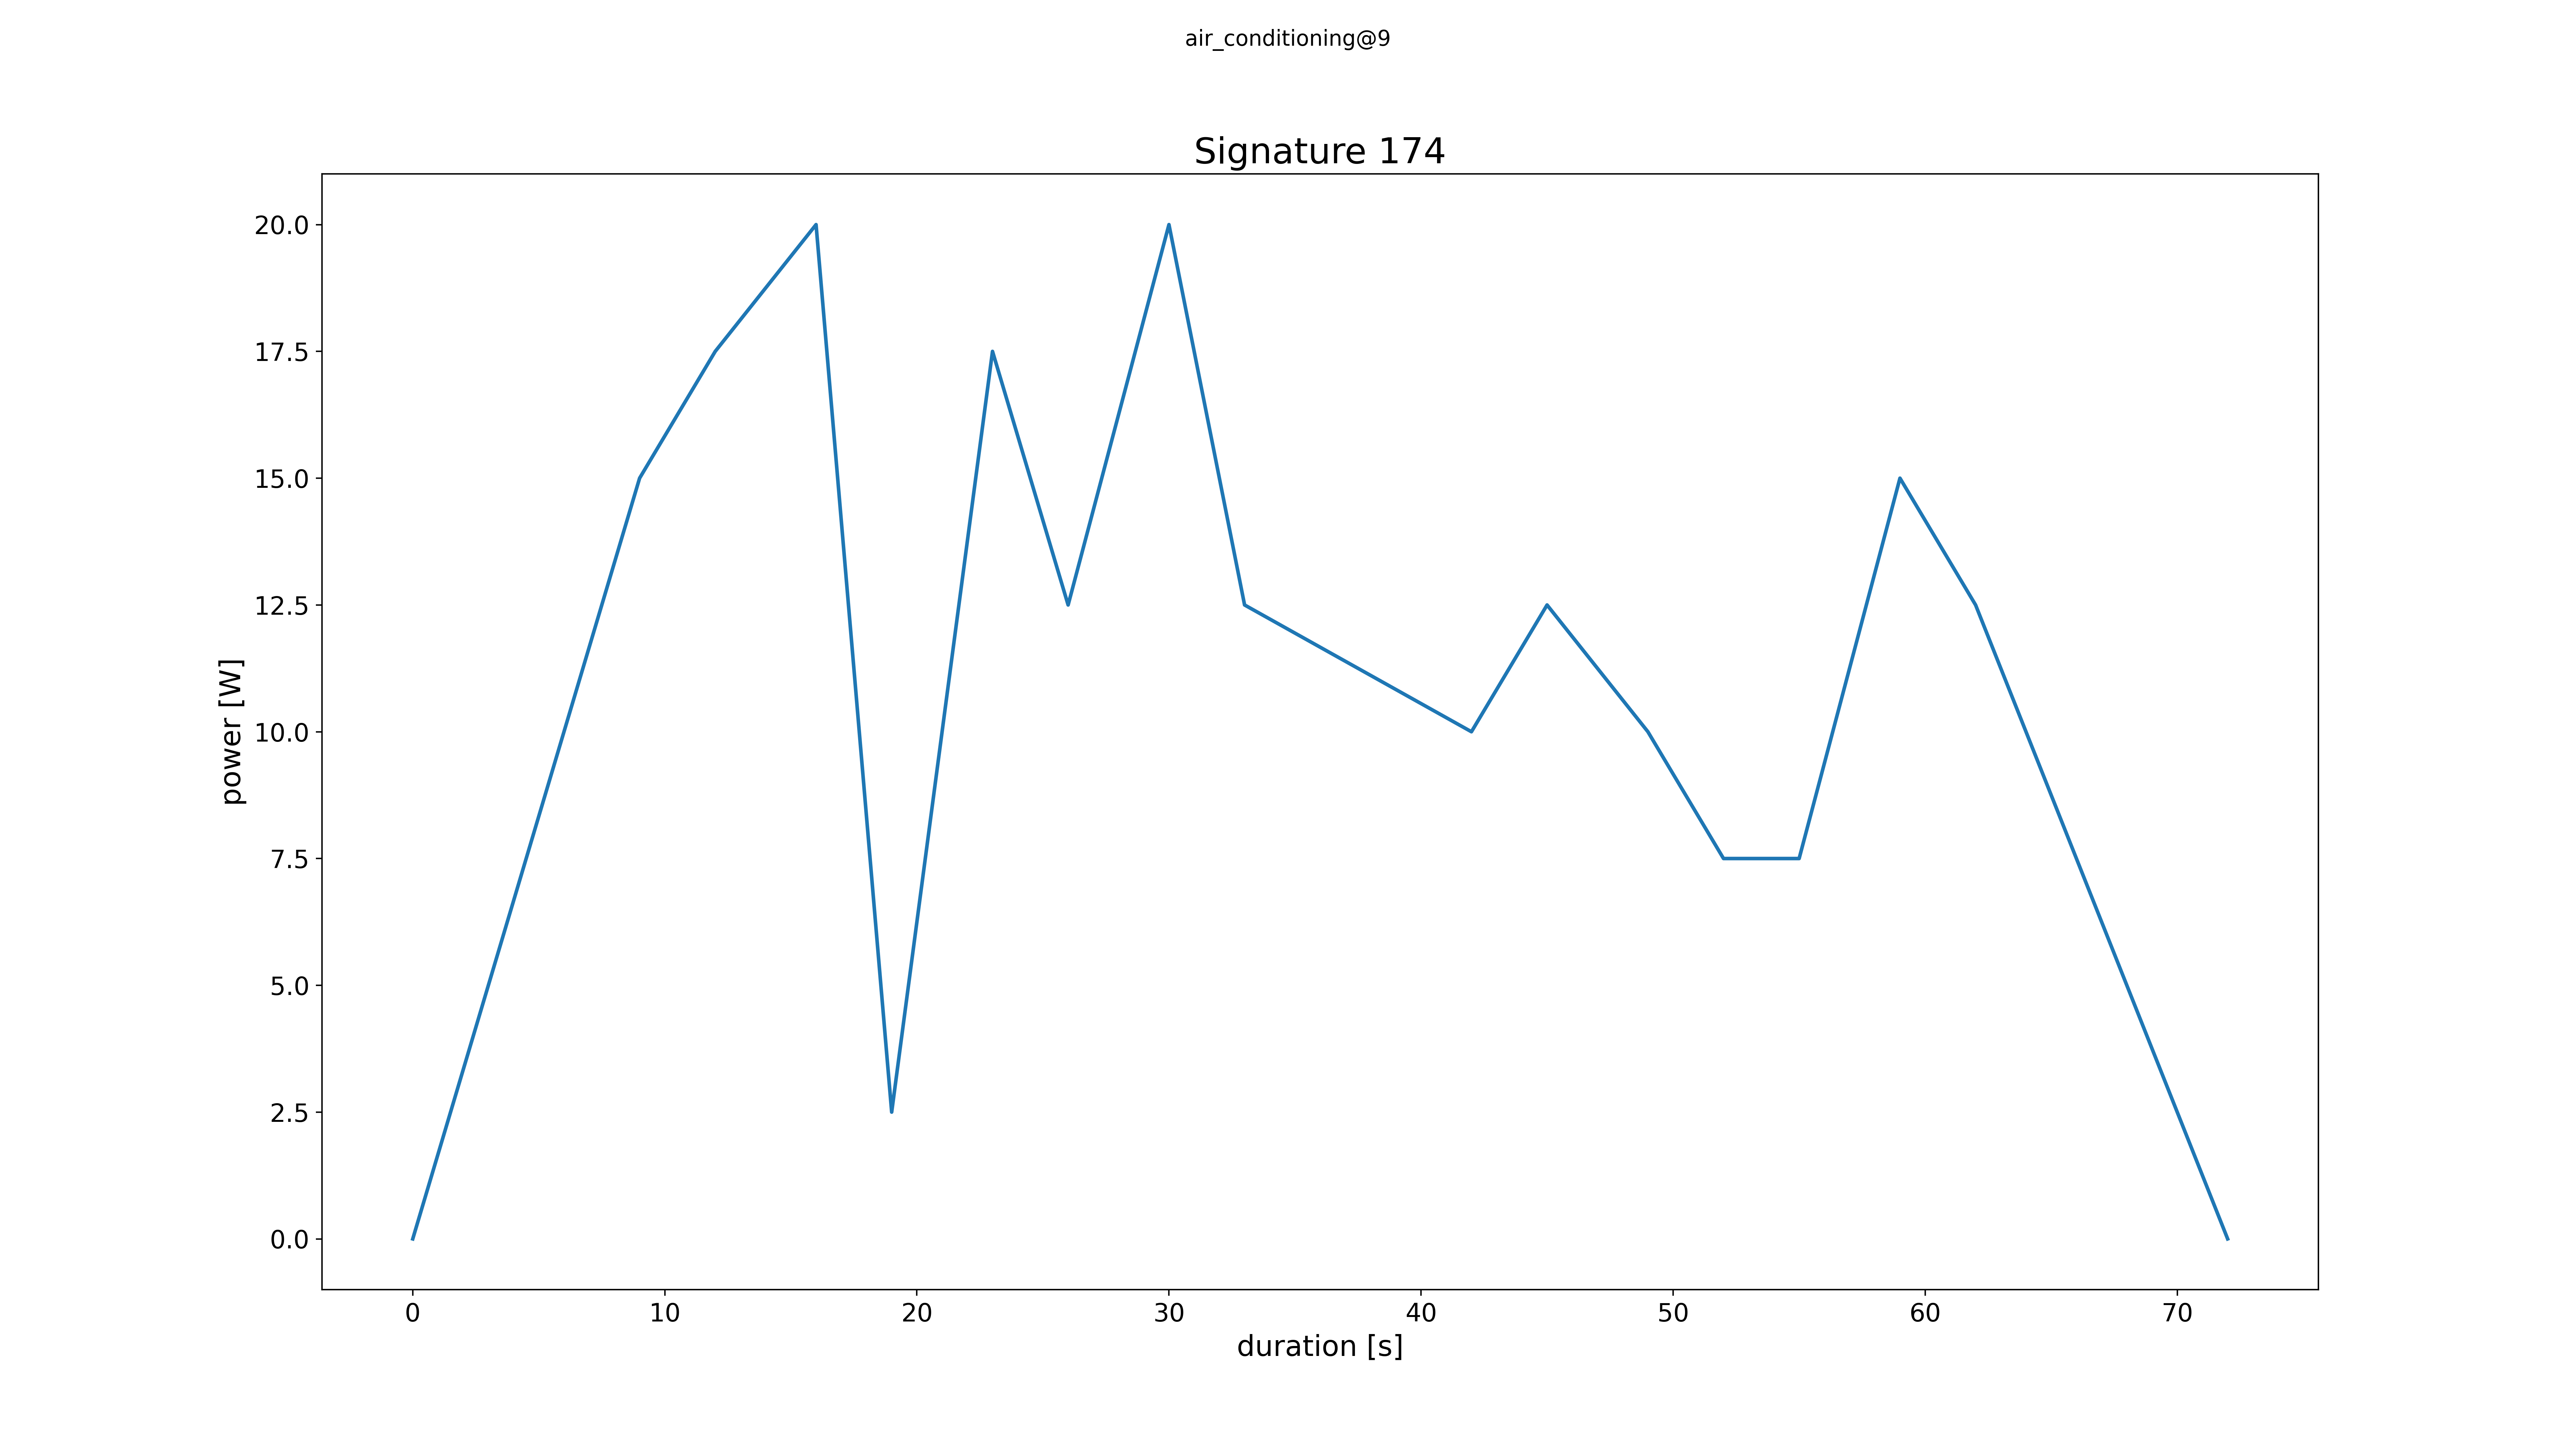 air_conditioning@9
Signature 174
20.0
17.5
15.0
12.5
10.0
7.5
5.0
2.5
0.0
power [W]
0 10 20 30 40 50 60 70
duration [s]